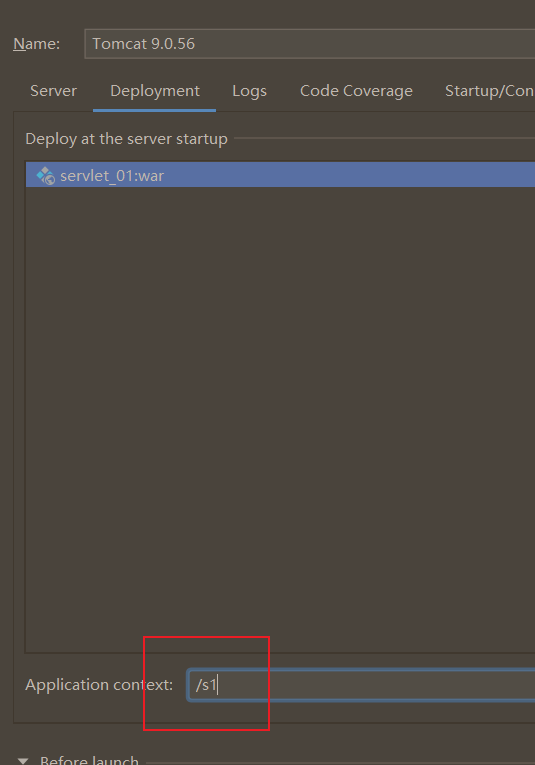 Name: Tomcat 9.0.56
Server Deployment Logs Code Coverage Startup/Con
Deploy at the server startup
servlet_01:war
Application context: /s1
Before launch